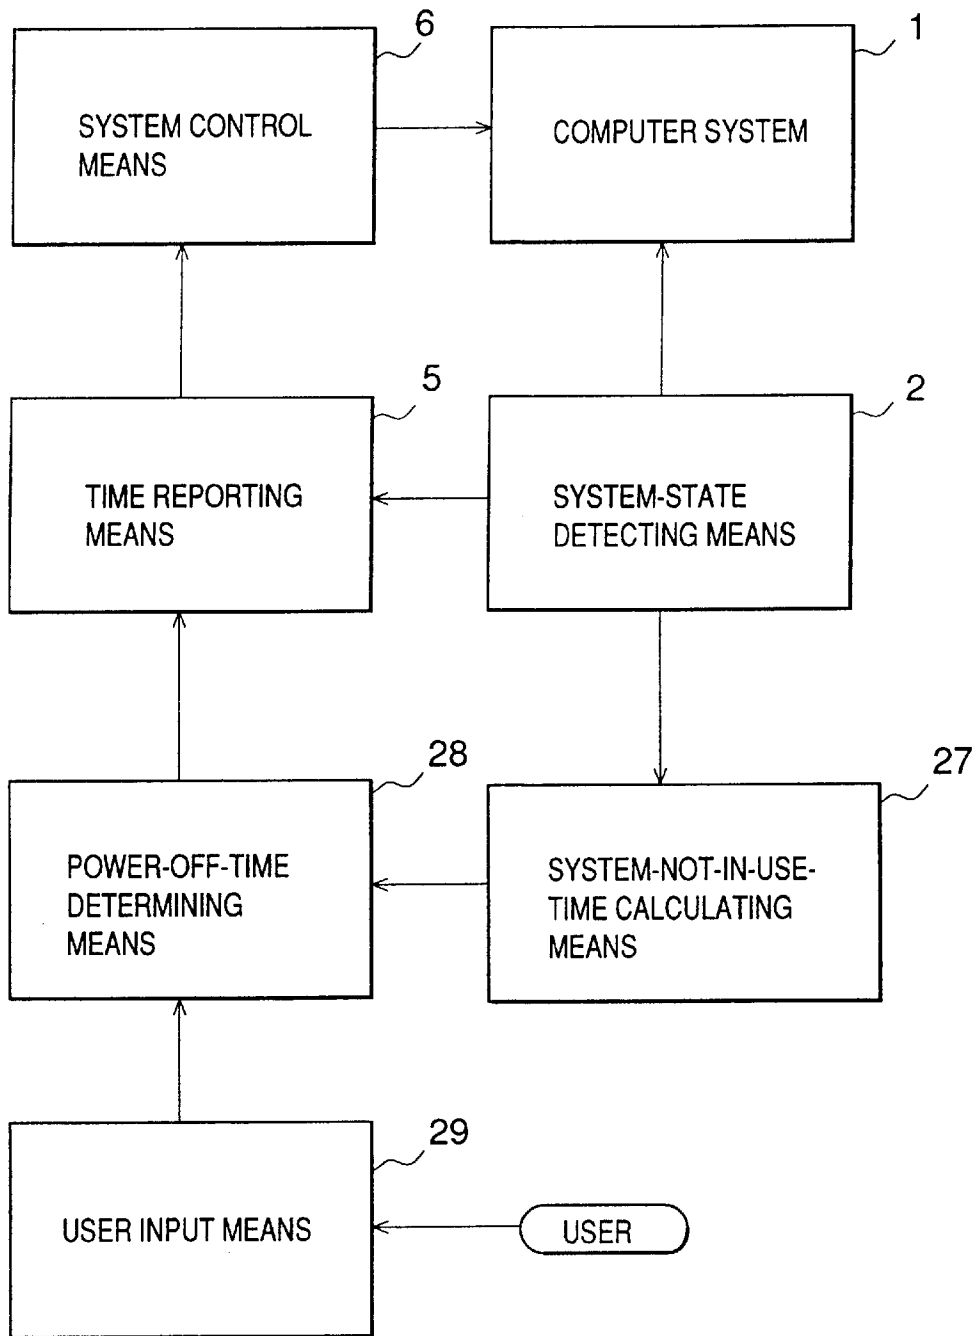 6
1
SYSTEM CONTROL
MEANS
COMPUTER SYSTEM
5
2
TIME REPORTING
MEANS
SYSTEM-STATE
DETECTING MEANS
28
27
POWER-OFF-TIME
DETERMINING
MEANS
SYSTEM-NOT-IN-USE-
TIME CALCULATING
MEANS
29
USER INPUT MEANS
USER